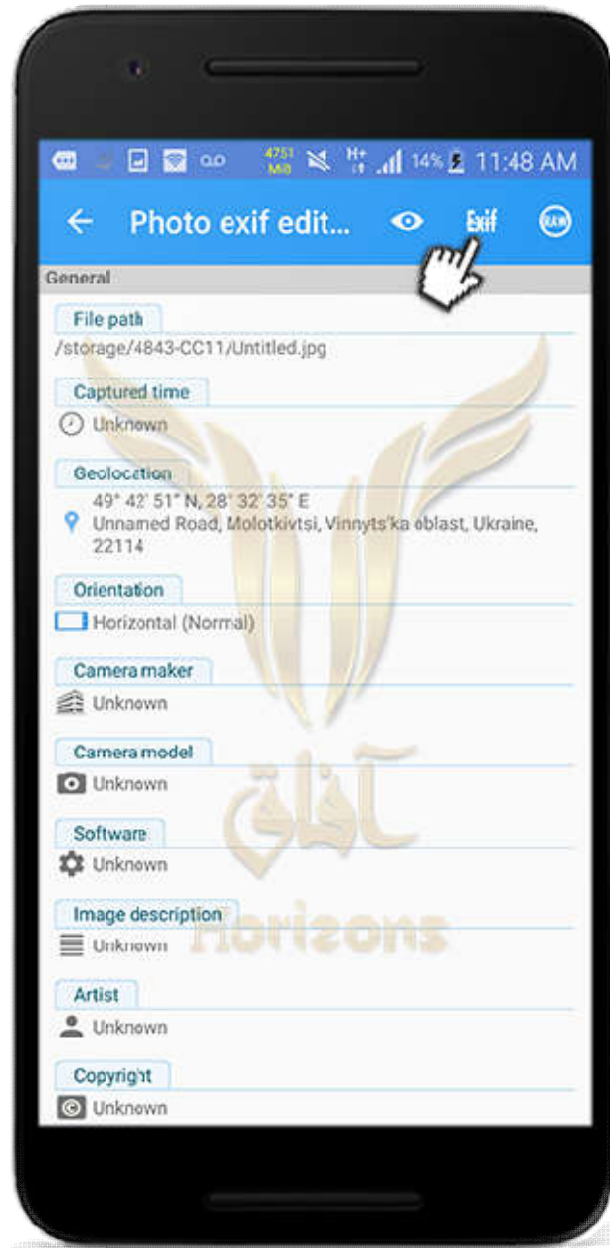 4751
MiB
H+
14%
11:48 AM
Photo exif edit...
Exif
RAW
General
File path
/storage/4843-CC11/Untitled.jpg
Captured time
Unknown
Geolocation
49° 42' 51" N, 28° 32' 35" E
Unnamed Road, Molotkivtsi, Vinnyts'ka oblast, Ukraine,
22114
Orientation
Horizontal (Normal)
Camera maker
Unknown
Camera model
Unknown
آفاق
Software
Unknown
Image description
Unknown
Horizons
Artist
Unknown
Copyright
Unknown